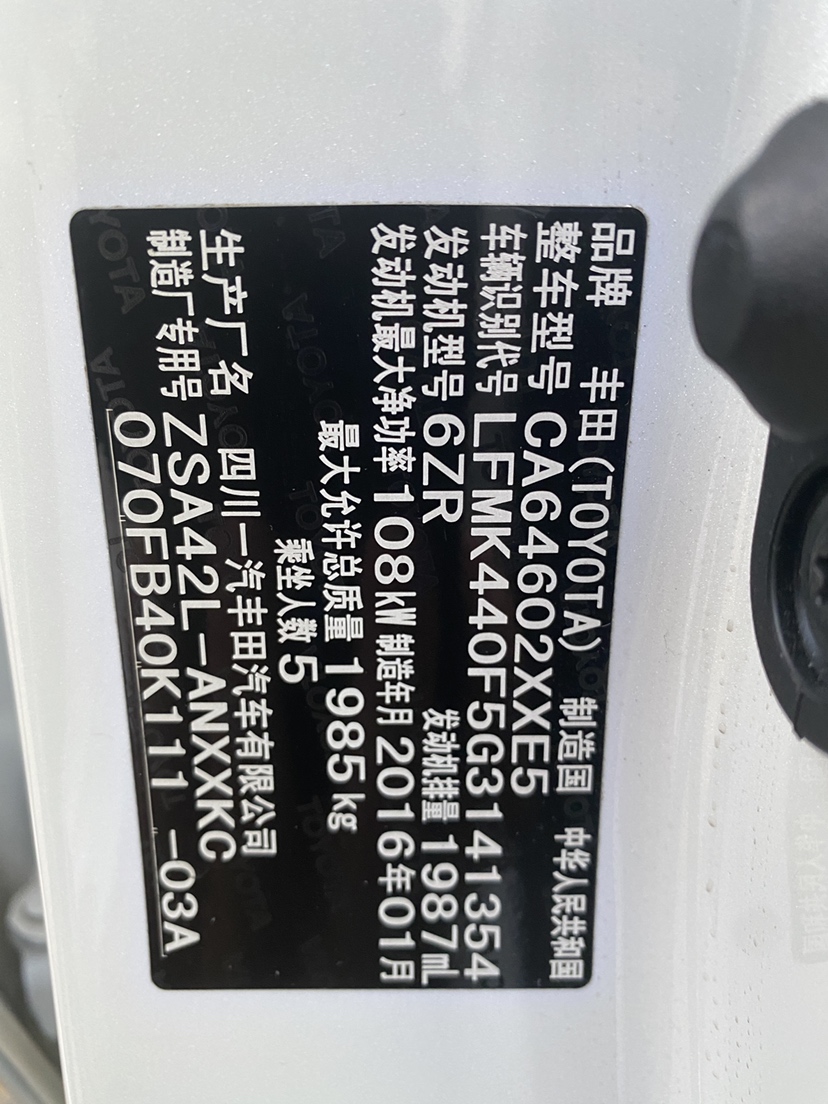 品牌 丰田(TOYOTA) 制造国 中华人民共和国
整车型号 CA64602XXE5
车辆识别代号 LFMK440F5G3141354
发动机型号 6ZR 发动机排量 1987mL
发动机最大净功率 108kW 制造年月 2016年01月
最大允许总质量 1985kg
乘坐人数 5
生产厂名 四川一汽丰田汽车有限公司
制造厂专用号 ZSA42L-ANXXKC
070FB40K111 -03A